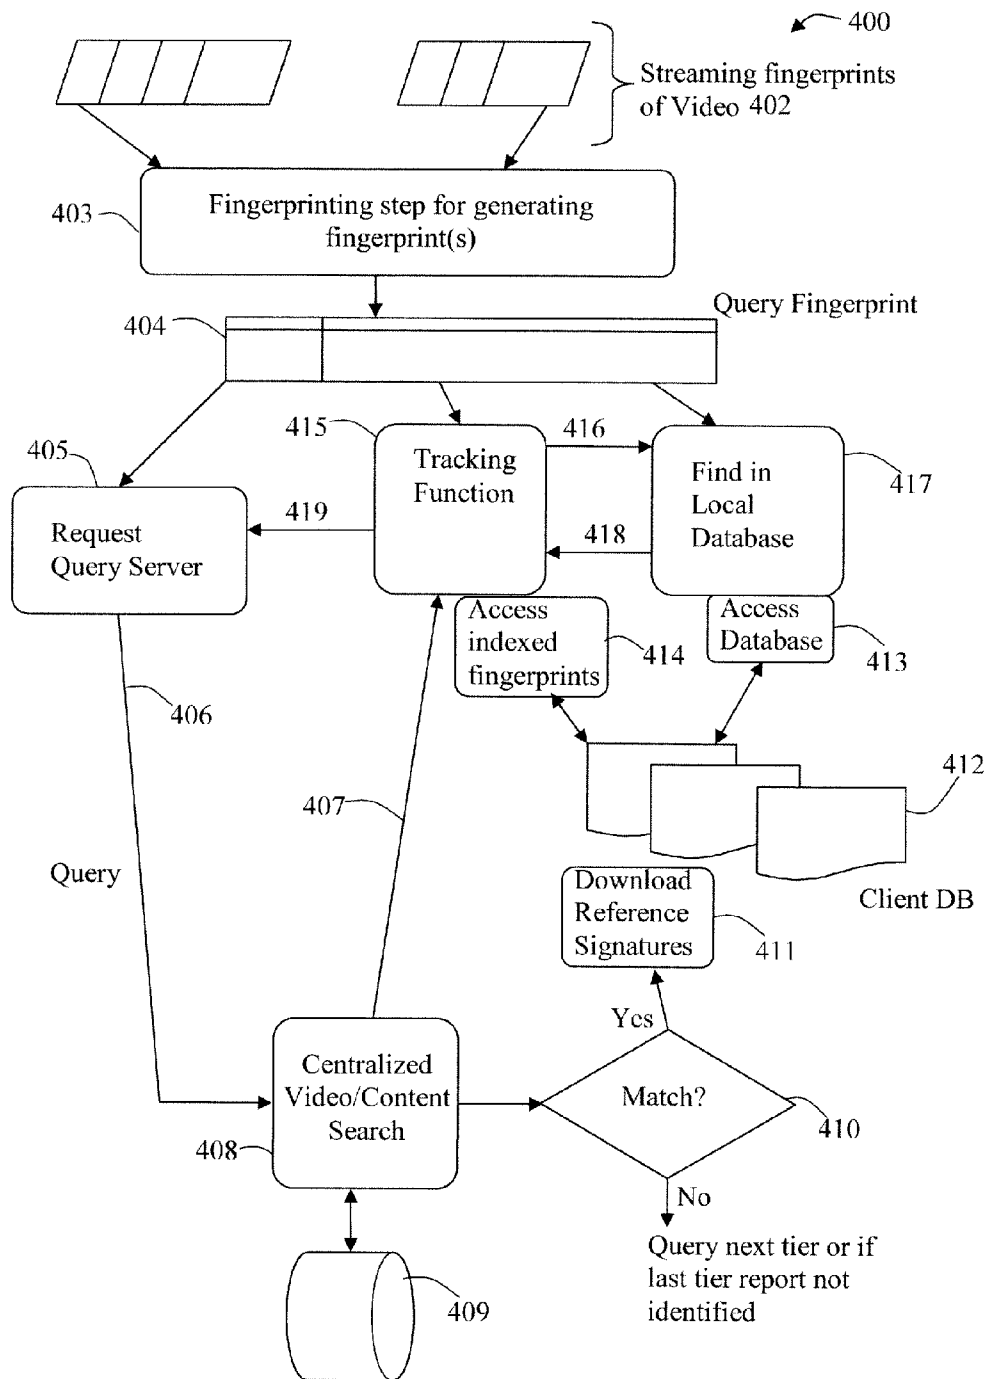 400
Streaming fingerprints
of Video 402
403
Fingerprinting step for generating
fingerprint(s)
Query Fingerprint
404
415
416
405
Tracking
Function
Find in
Local
Database
417
419
418
Request
Query Server
Access
indexed
fingerprints
414
Access
Database
413
406
412
407
Query
Download
Reference
Signatures
Client DB
411
Yes
Centralized
Video/Content
Search
Match?
410
408
No
Query next tier or if
last tier report not
identified
409